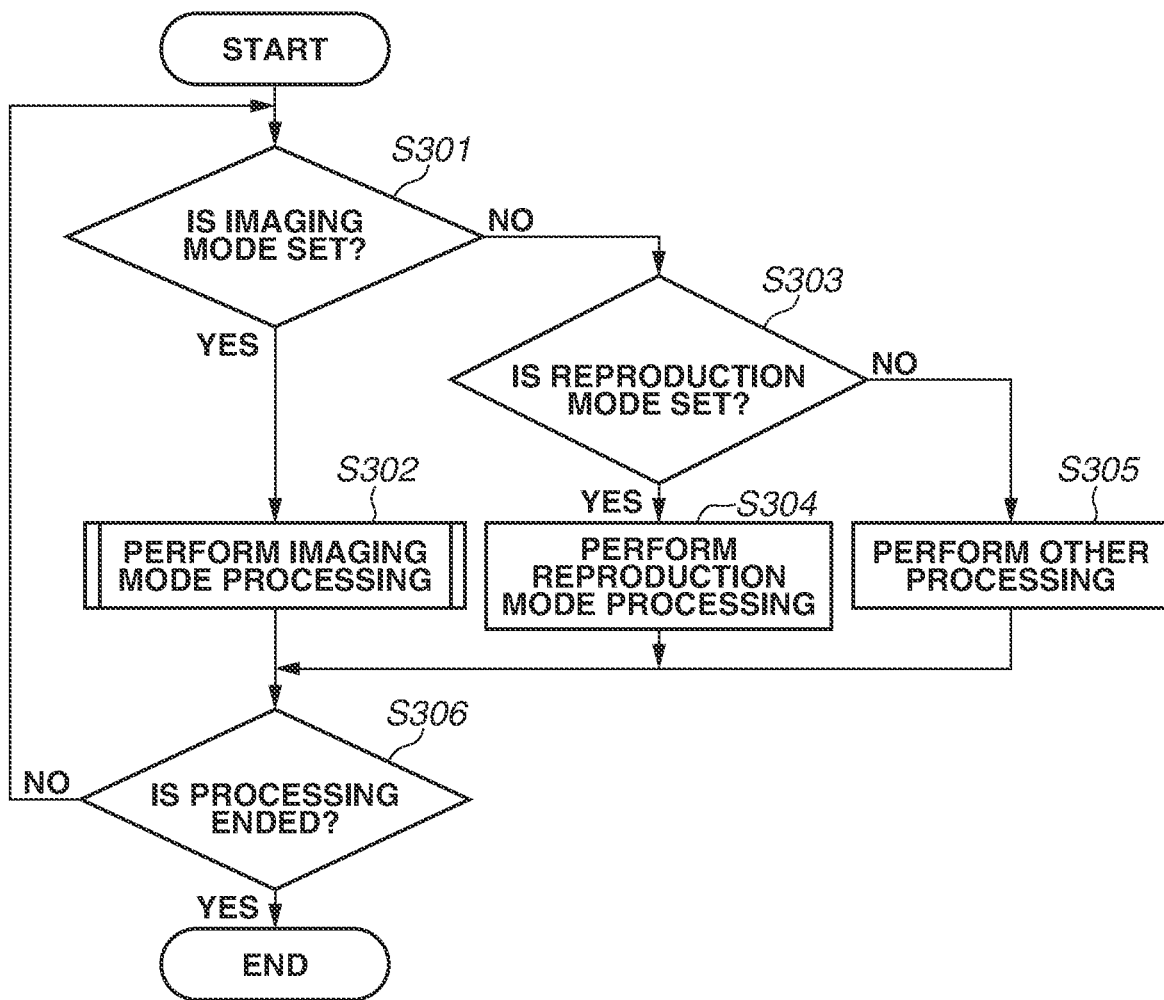 START
S301
IS IMAGING
MODE SET?
NO
YES
S303
IS REPRODUCTION
MODE SET?
NO
YES
S302
PERFORM IMAGING
MODE PROCESSING
S304
PERFORM
REPRODUCTION
MODE PROCESSING
S305
PERFORM OTHER
PROCESSING
S306
IS PROCESSING
ENDED?
NO
YES
END